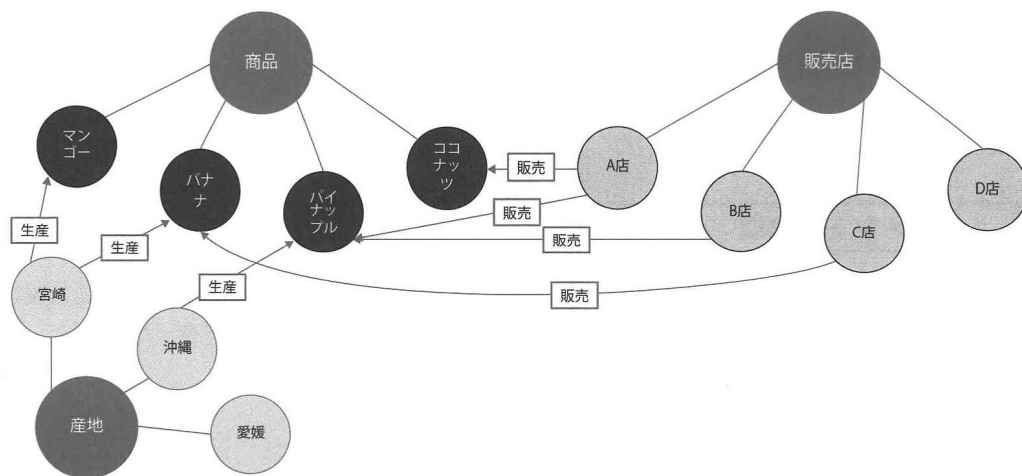 商品
販売店
マン
ゴー
バナ
ナ
パイ
ナッ
プル
ココ
ナッ
ツ
A店
B店
C店
D店
販売
販売
販売
販売
生産
生産
生産
宮崎
沖縄
産地
愛媛